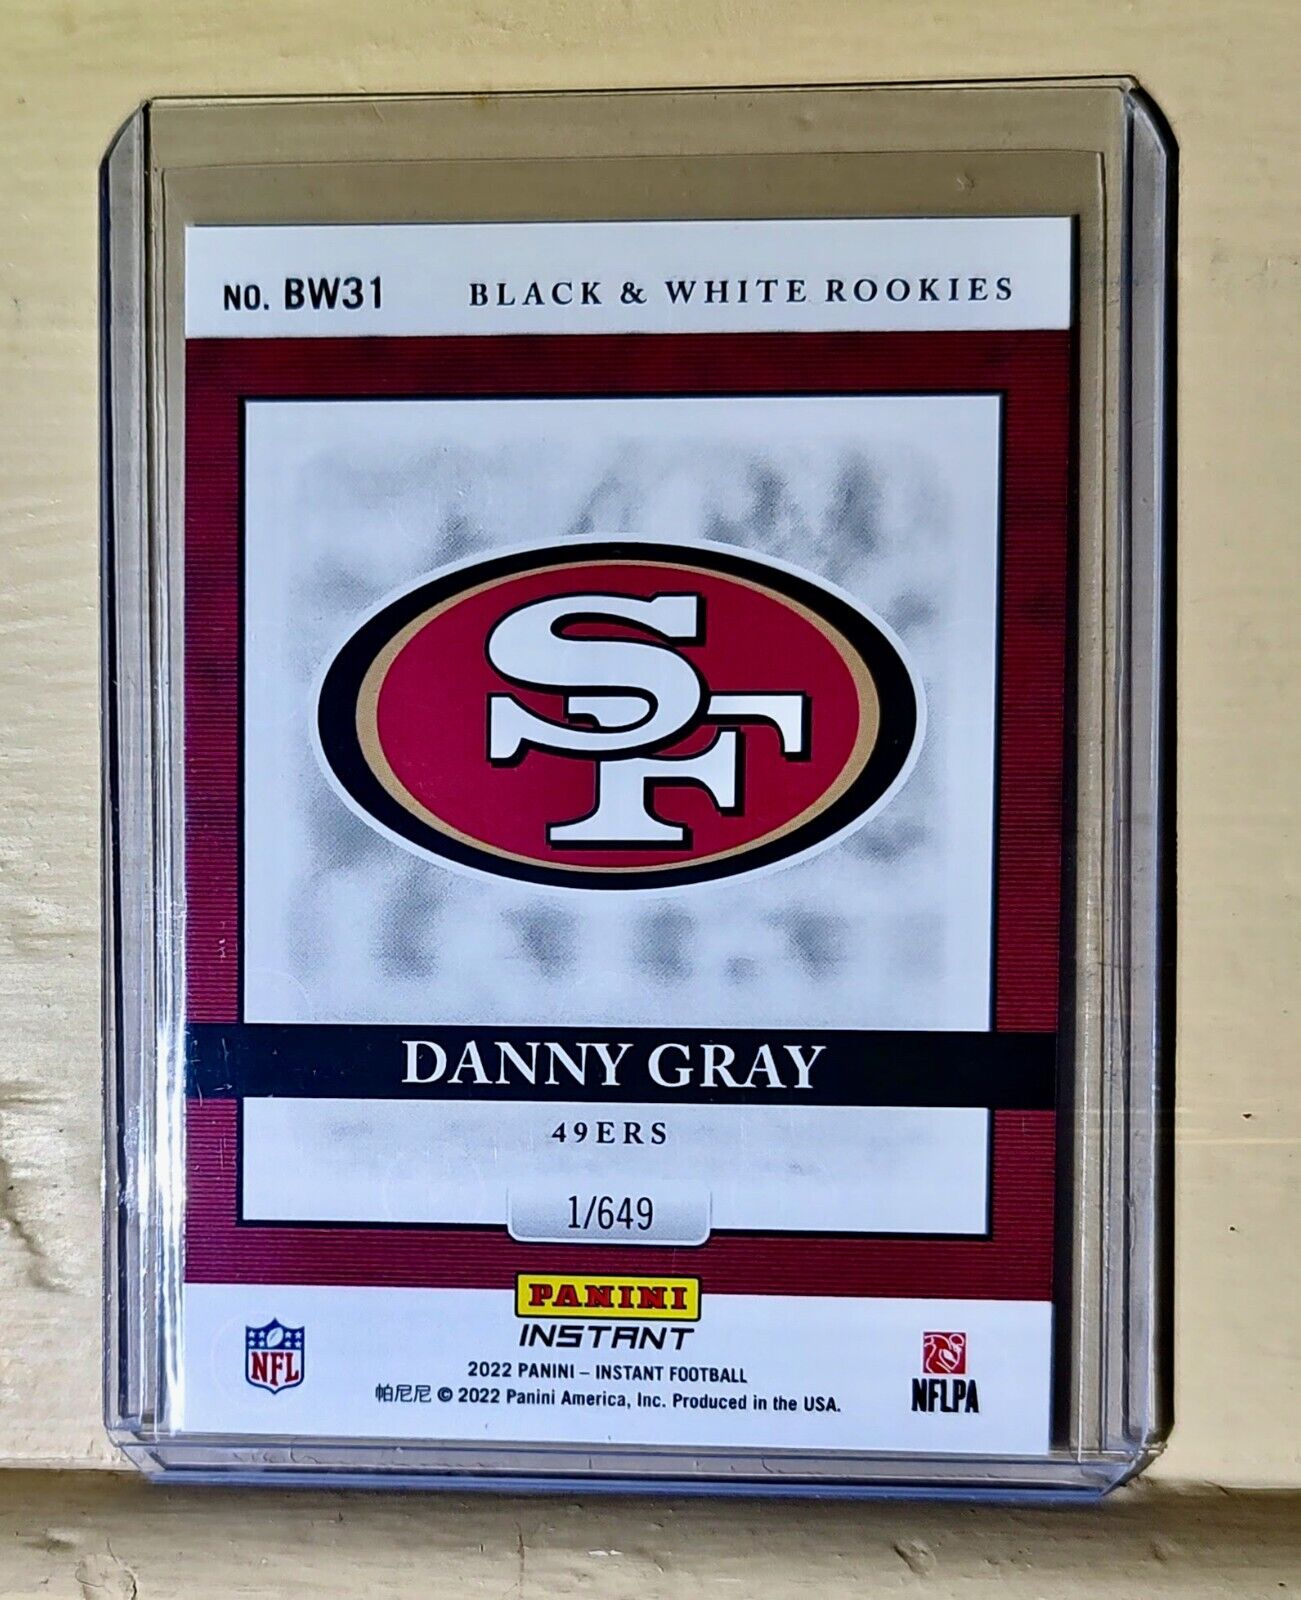 NO. BW31 BLACK & WHITE ROOKIES
SF
DANNY GRAY
49ERS
1/649
PANINI
INSTANT
NFL
2022 PANINI – INSTANT FOOTBALL
NFLPA
帕尼尼 © 2022 Panini America, Inc. Produced in the USA.